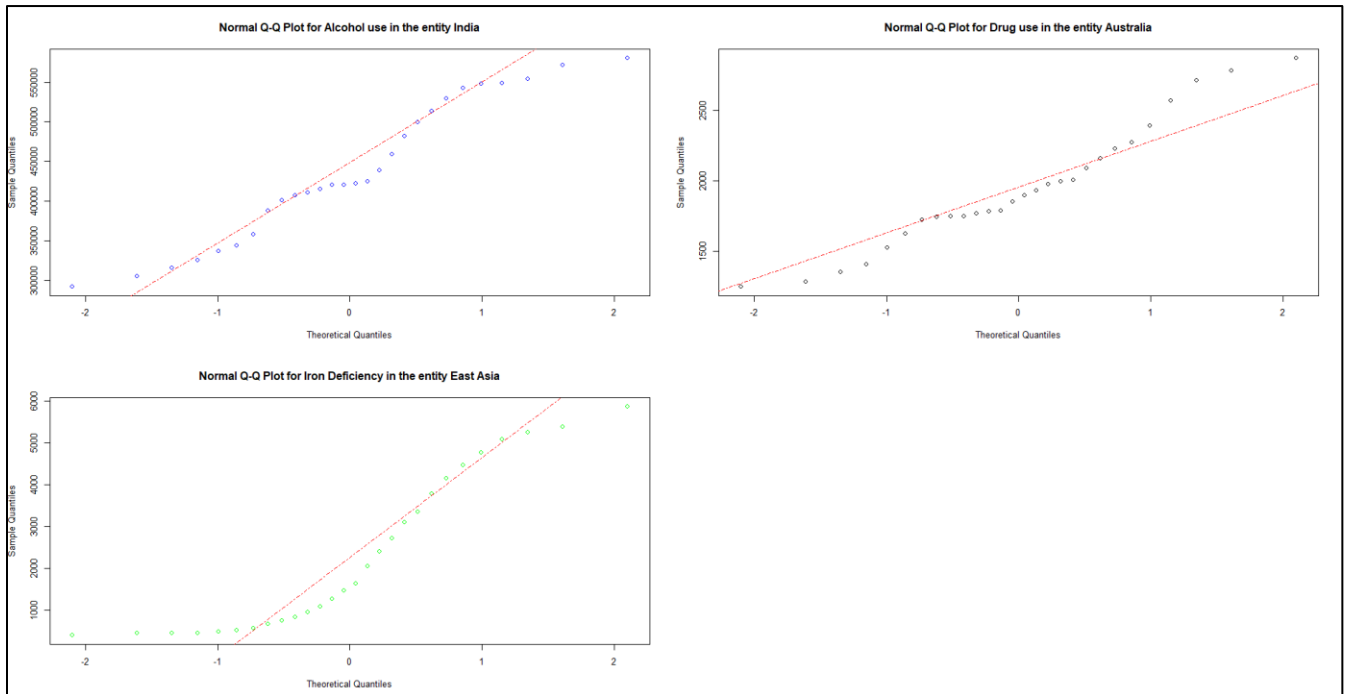 Normal Q-Q Plot for Alcohol use in the entity India
Sample Quantiles
300000 350000 400000 450000 500000 550000
-2 -1 0 1 2
Theoretical Quantiles
Normal Q-Q Plot for Drug use in the entity Australia
Sample Quantiles
1500 2000 2500
-2 -1 0 1 2
Theoretical Quantiles
Normal Q-Q Plot for Iron Deficiency in the entity East Asia
Sample Quantiles
1000 2000 3000 4000 5000 6000
-2 -1 0 1 2
Theoretical Quantiles